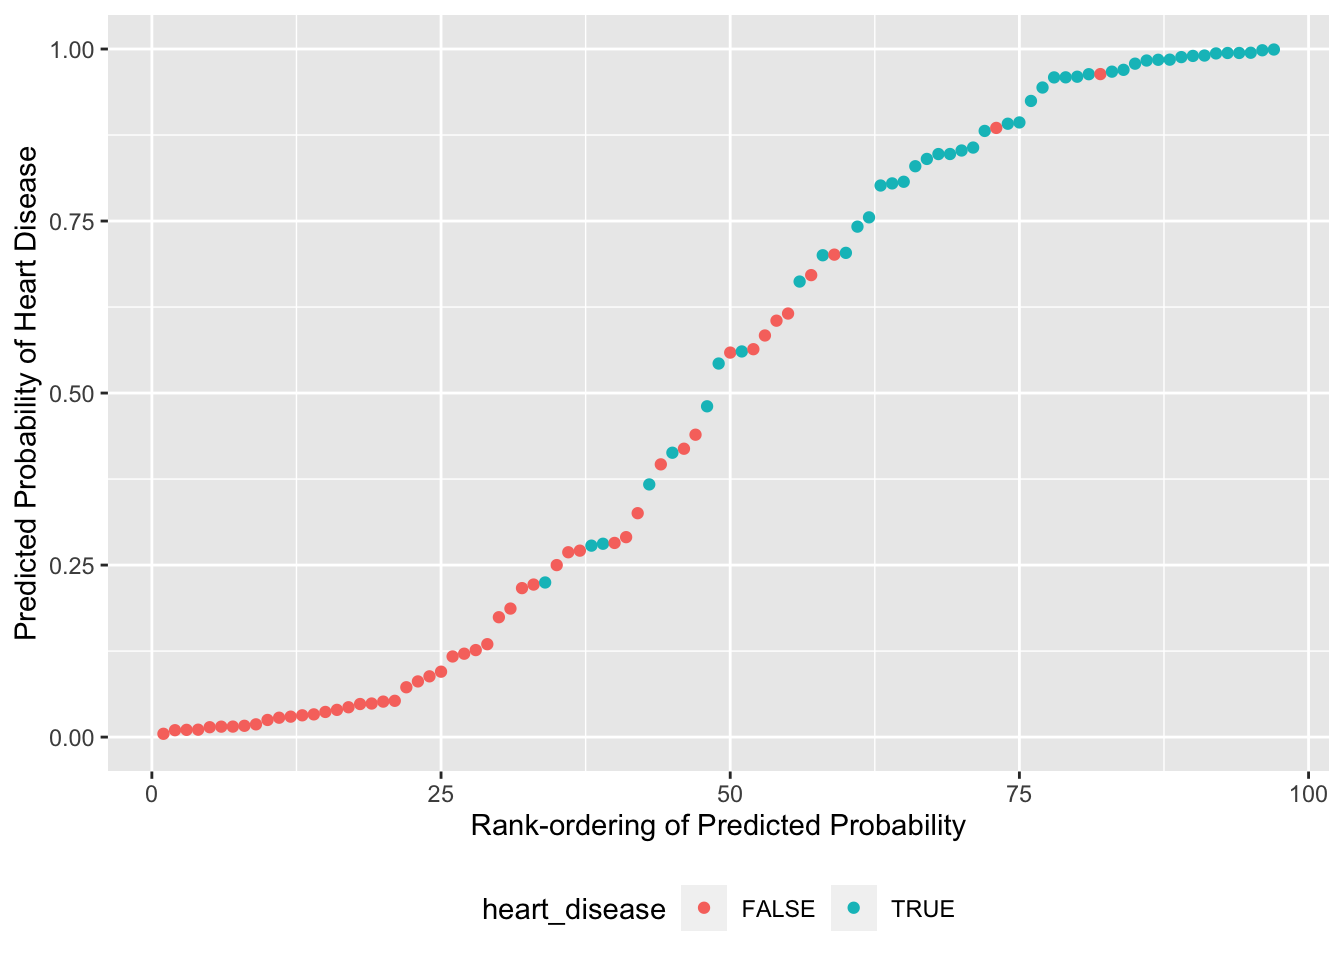 1.00
0.75
0.50
0.25
0.00
Predicted Probability of Heart Disease
0 25 50 75 100
Rank-ordering of Predicted Probability
heart_disease FALSE TRUE